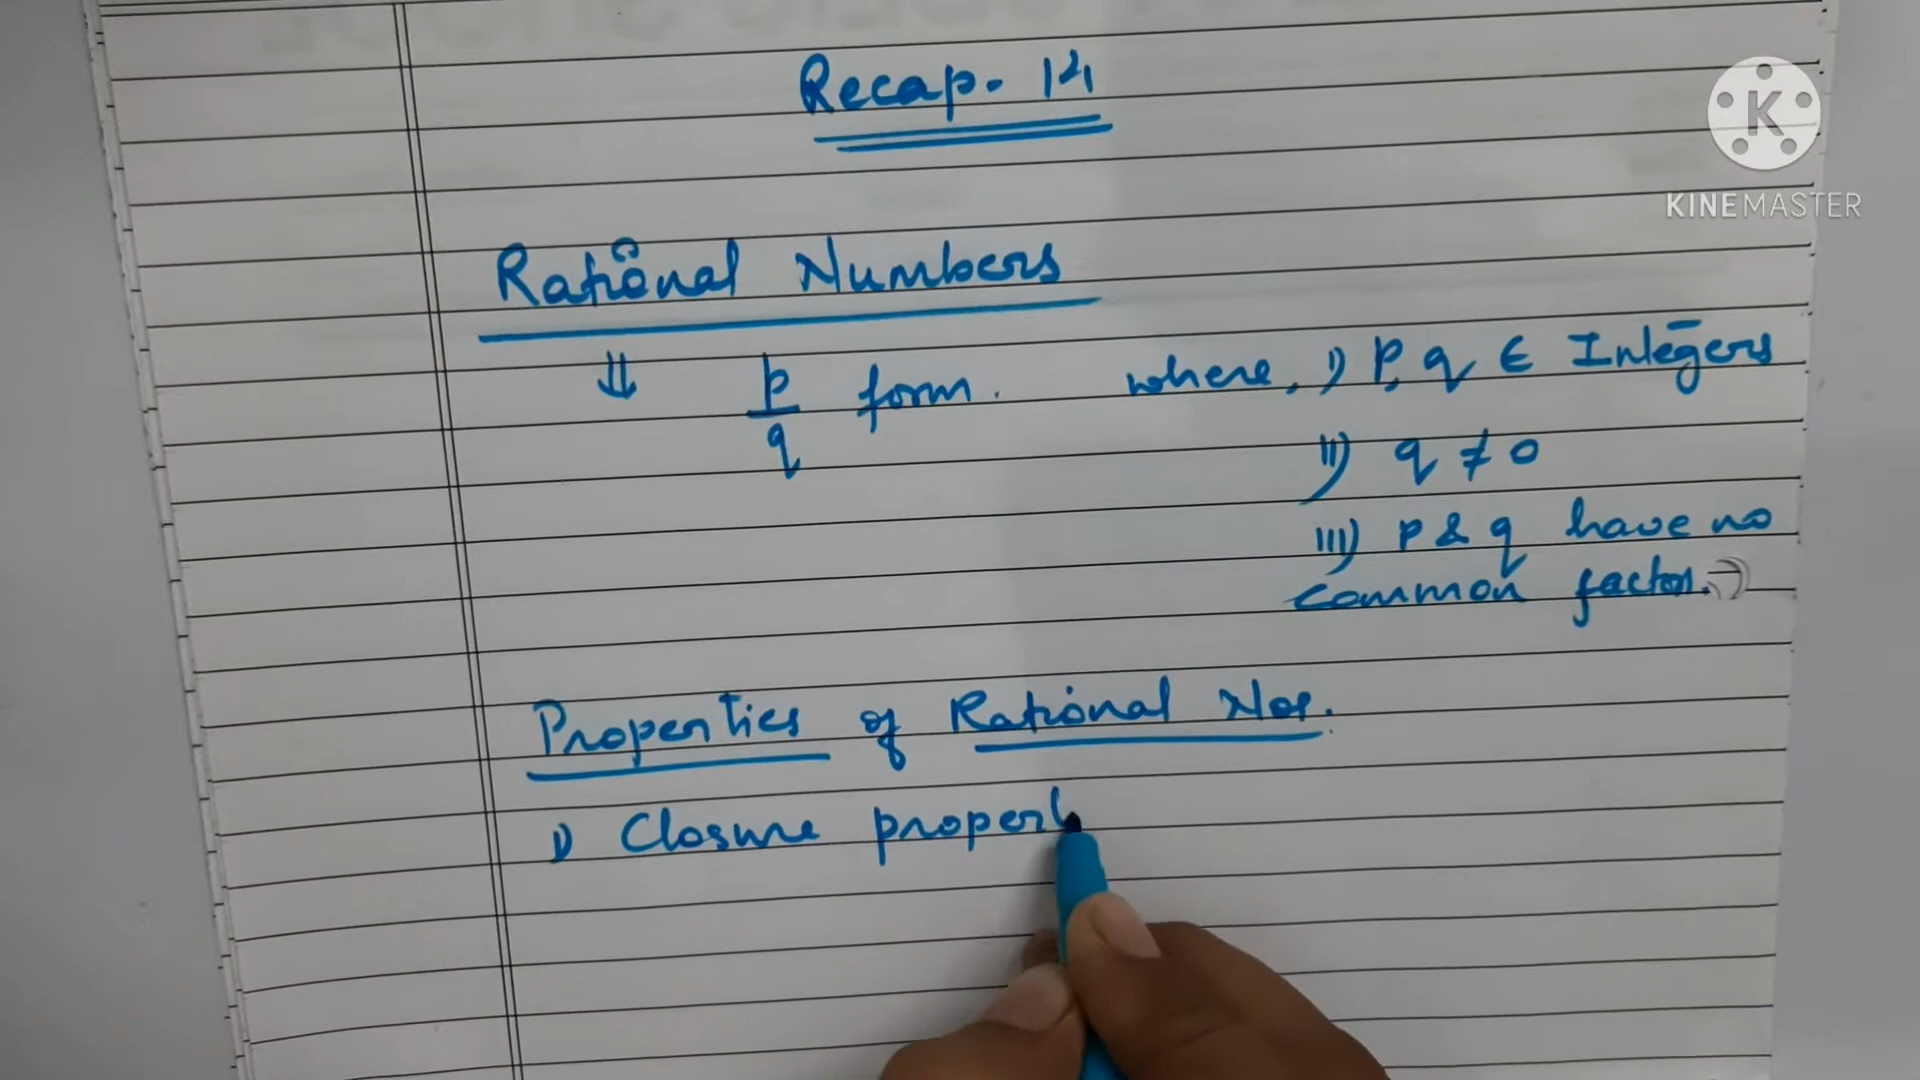 Recap. 14
KINEMASTER
Rational Numbers
⇓ p/q form. where, i) p, q ∈ Integers
ii) q ≠ 0
iii) p & q have no
common factor.
Properties of Rational Nos.
1) Closure propert